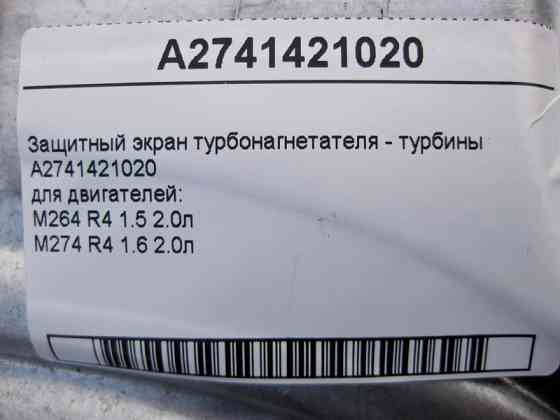 A2741421020
Защитный экран турбонагнетателя - турбины
A2741421020
для двигателей:
M264 R4 1.5 2.0л
M274 R4 1.6 2.0л